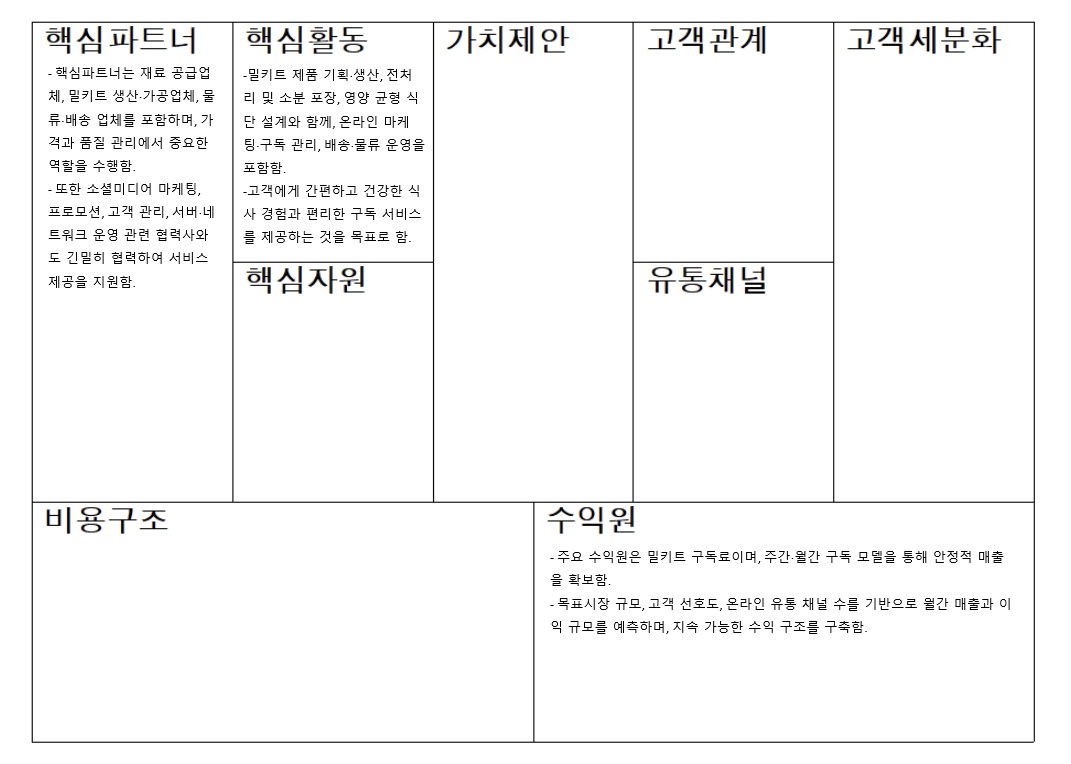 핵심파트너
- 핵심파트너는 재료 공급업
체, 밀키트 생산·가공업체, 물
류·배송 업체를 포함하며, 가
격과 품질 관리에서 중요한
역할을 수행함.
- 또한 소셜미디어 마케팅,
프로모션, 고객 관리, 서버·네
트워크 운영 관련 협력사와
도 긴밀히 협력하여 서비스
제공을 지원함.
핵심활동
-밀키트 제품 기획·생산, 전처
리 및 소분 포장, 영양 균형 식
단 설계와 함께, 온라인 마케
팅·구독 관리, 배송·물류 운영을
포함함.
-고객에게 간편하고 건강한 식
사 경험과 편리한 구독 서비스
를 제공하는 것을 목표로 함.
핵심자원
가치제안
고객관계
유통채널
고객세분화
비용구조
수익원
- 주요 수익원은 밀키트 구독료이며, 주간·월간 구독 모델을 통해 안정적 매출
을 확보함.
- 목표시장 규모, 고객 선호도, 온라인 유통 채널 수를 기반으로 월간 매출과 이
익 규모를 예측하며, 지속 가능한 수익 구조를 구축함.